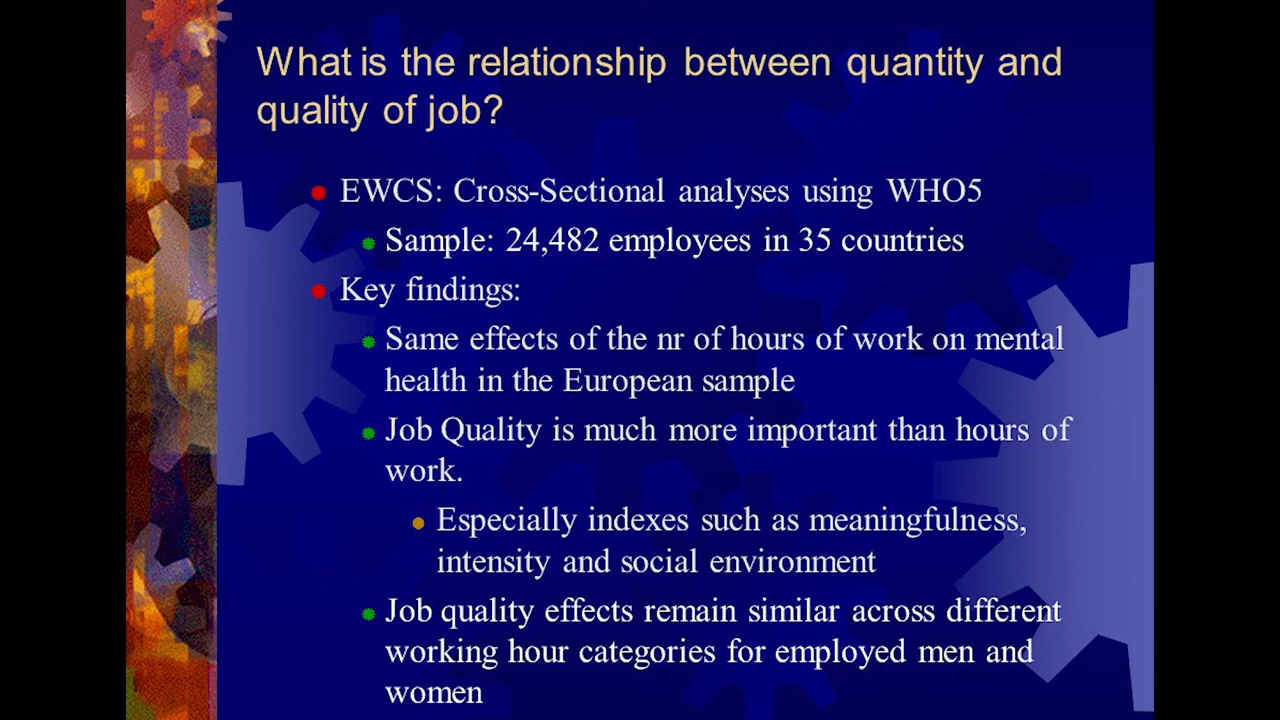 What is the relationship between quantity and
quality of job?
EWCS: Cross-Sectional analyses using WHO5
Sample: 24,482 employees in 35 countries
Key findings:
Same effects of the nr of hours of work on mental
health in the European sample
Job Quality is much more important than hours of
work.
Especially indexes such as meaningfulness,
intensity and social environment
Job quality effects remain similar across different
working hour categories for employed men and
women